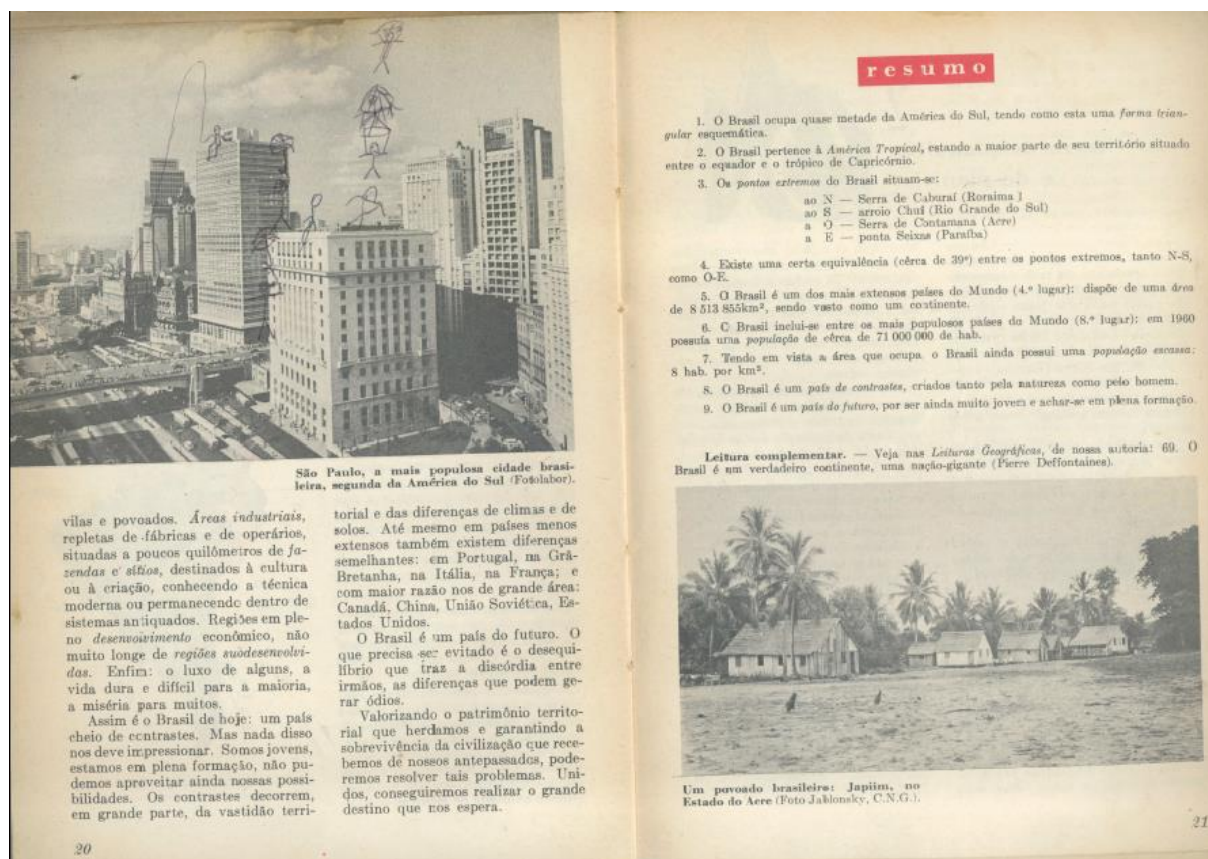 São Paulo, a mais populosa cidade brasi-
leira, segunda da América do Sul (Fotolabor).
vilas e povoados. Áreas industriais,
repletas de fábricas e de operários,
situadas a poucos quilômetros de fa-
zendas e sítios, destinados à cultura
ou à criação, conhecendo a técnica
moderna ou permanecendo dentro de
sistemas antiquados. Regiões em ple-
no desenvolvimento econômico, não
muito longe de regiões subdesenvolvi-
das. Enfim: o luxo de alguns, a
vida dura e difícil para a maioria,
a miséria para muitos.
Assim é o Brasil de hoje: um país
cheio de contrastes. Mas nada disso
nos deve impressionar. Somos jovens,
estamos em plena formação, não pu-
demos aproveitar ainda nossas possi-
bilidades. Os contrastes decorrem,
em grande parte, da vastidão terri-
torial e das diferenças de climas e de
solos. Até mesmo em países menos
extensos também existem diferenças
semelhantes: em Portugal, na Grã-
Bretanha, na Itália, na França; e
com maior razão nos de grande área:
Canadá, China, União Soviética, Es-
tados Unidos.
O Brasil é um país do futuro. O
que precisa ser evitado é o desequi-
líbrio que traz a discórdia entre
irmãos, as diferenças que podem ge-
rar ódios.
Valorizando o patrimônio territo-
rial que herdamos e garantindo a
sobrevivência da civilização que rece-
bemos de nossos antepassados, pode-
remos resolver tais problemas. Uni-
dos, conseguiremos realizar o grande
destino que nos espera.
20
resumo
1. O Brasil ocupa quase metade da América do Sul, tendo como esta uma forma trian-
gular esquemática.
2. O Brasil pertence à América Tropical, estando a maior parte de seu território situado
entre o equador e o trópico de Capricórnio.
3. Os pontos extremos do Brasil situam-se:
ao N — Serra de Caburaí (Roraima)
ao S — arroio Chuí (Rio Grande do Sul)
a O — Serra de Contamana (Acre)
a E — ponta Seixas (Paraíba)
4. Existe uma certa equivalência (cêrca de 39º) entre os pontos extremos, tanto N-S,
como O-E.
5. O Brasil é um dos mais extensos países do Mundo (4.º lugar): dispõe de uma área
de 8 513 855km², sendo vasto como um continente.
6. O Brasil inclui-se entre os mais populosos países do Mundo (8.º lugar): em 1960
possuía uma população de cêrca de 71 000 000 de hab.
7. Tendo em vista a área que ocupa, o Brasil ainda possui uma população escassa:
8 hab. por km².
8. O Brasil é um país de contrastes, criados tanto pela natureza como pelo homem.
9. O Brasil é um país do futuro, por ser ainda muito jovem e achar-se em plena formação.
Leitura complementar. — Veja nas Leituras Geográficas, de nossa autoria: 69. O
Brasil é um verdadeiro continente, uma nação-gigante (Pierre Deffontaines).
Um povoado brasileiro: Japiim, no
Estado do Acre (Foto Jablonsky, C.N.G.).
21